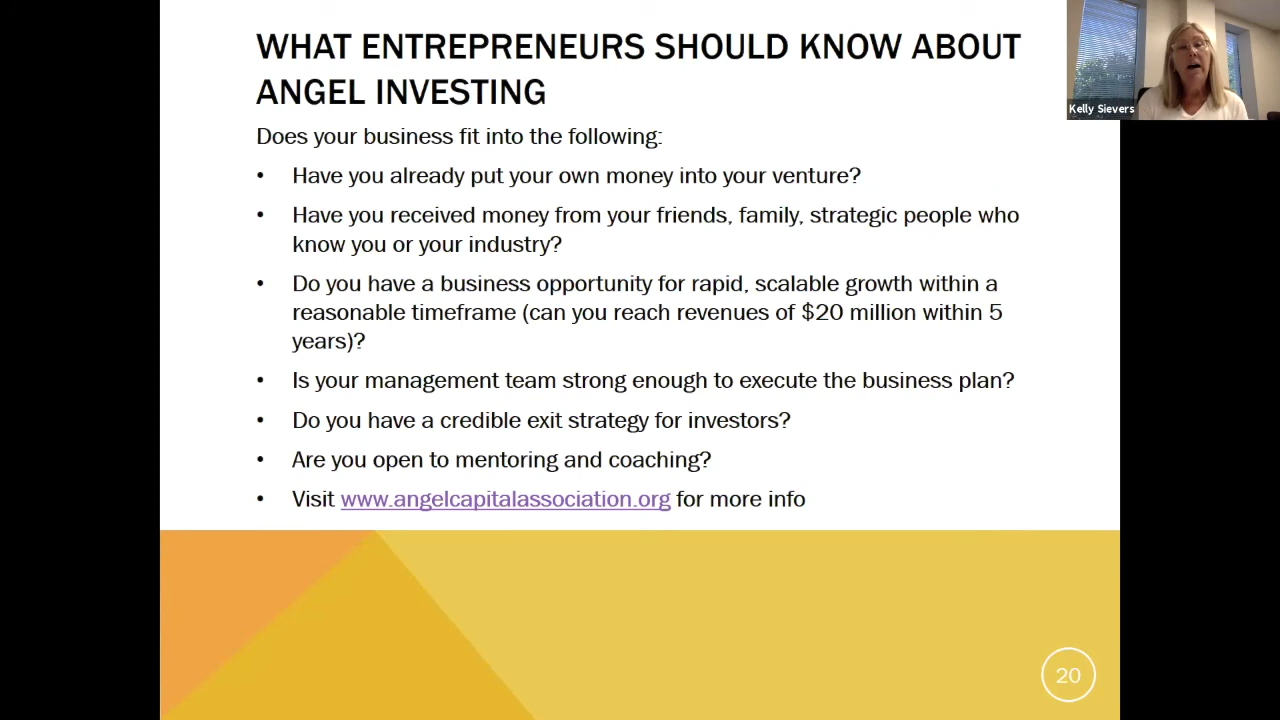 WHAT ENTREPRENEURS SHOULD KNOW ABOUT
ANGEL INVESTING
Kelly Sievers
Does your business fit into the following:
• Have you already put your own money into your venture?
• Have you received money from your friends, family, strategic people who
know you or your industry?
• Do you have a business opportunity for rapid, scalable growth within a
reasonable timeframe (can you reach revenues of $20 million within 5
years)?
• Is your management team strong enough to execute the business plan?
• Do you have a credible exit strategy for investors?
• Are you open to mentoring and coaching?
• Visit www.angelcapitalassociation.org for more info
20